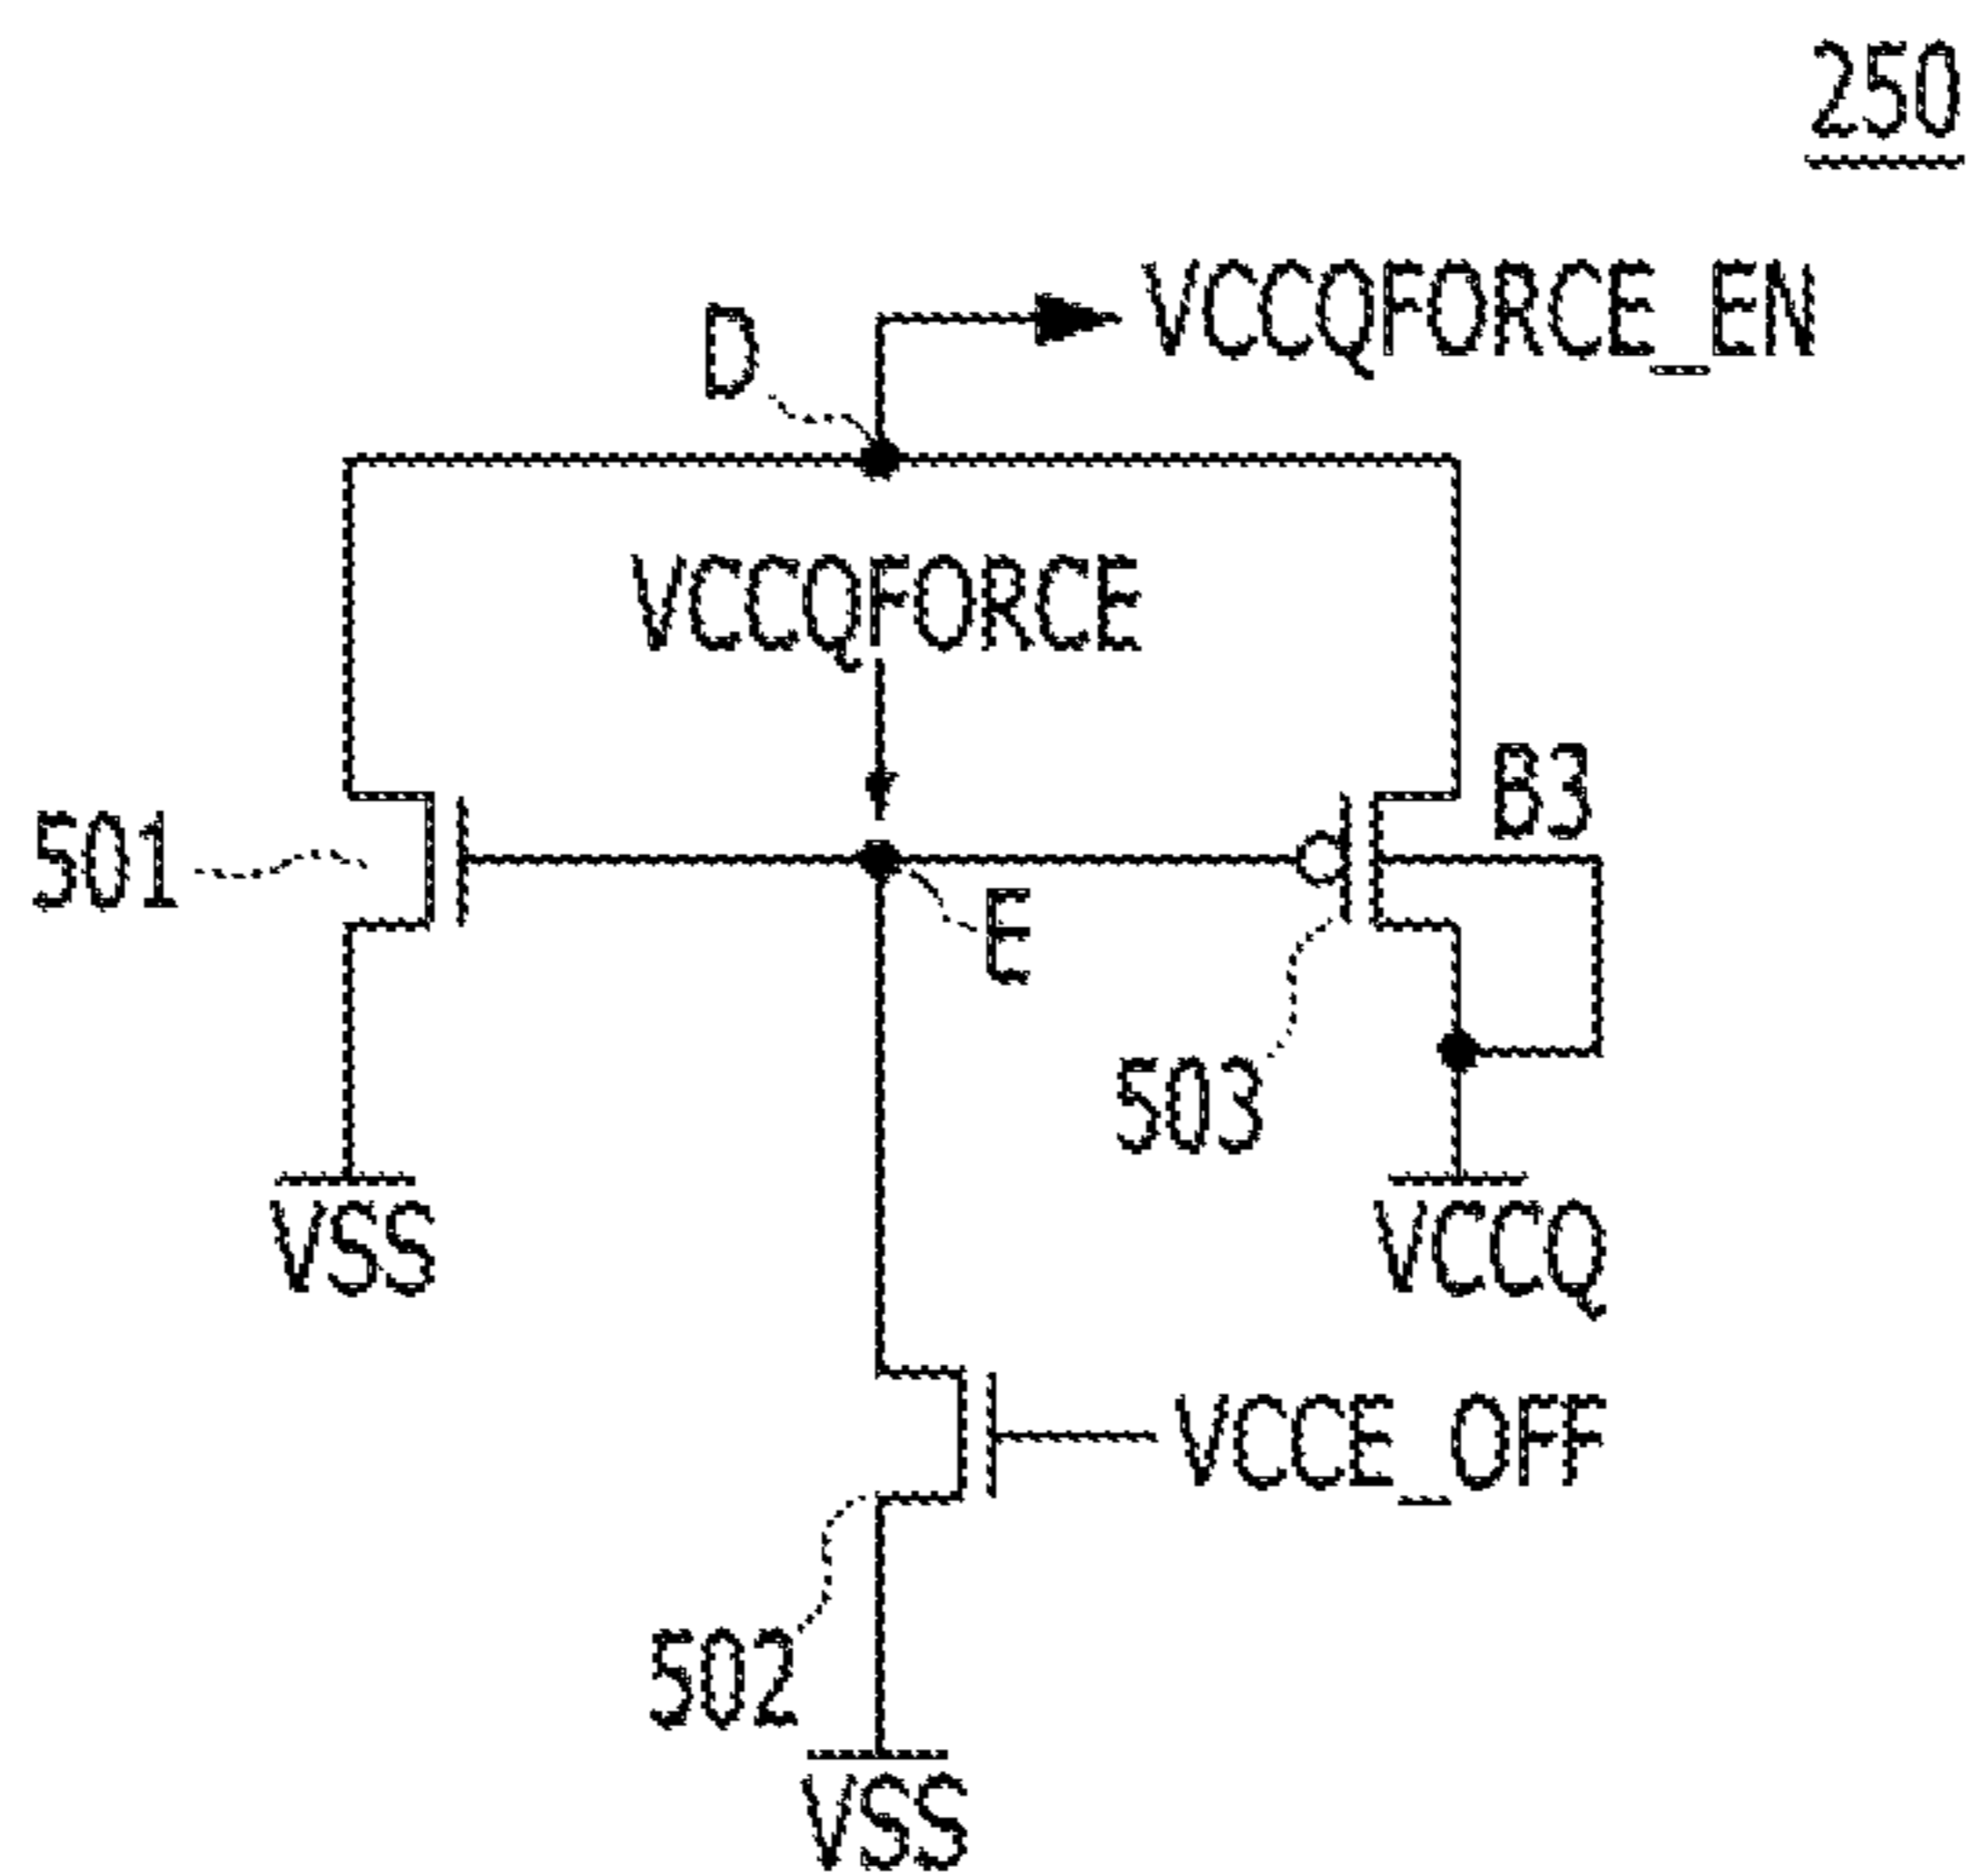 250
VCCQFORCE_EN
D
VCCQFORCE
B3
501
E
503
VSS
VCCQ
VCCE_OFF
502
VSS